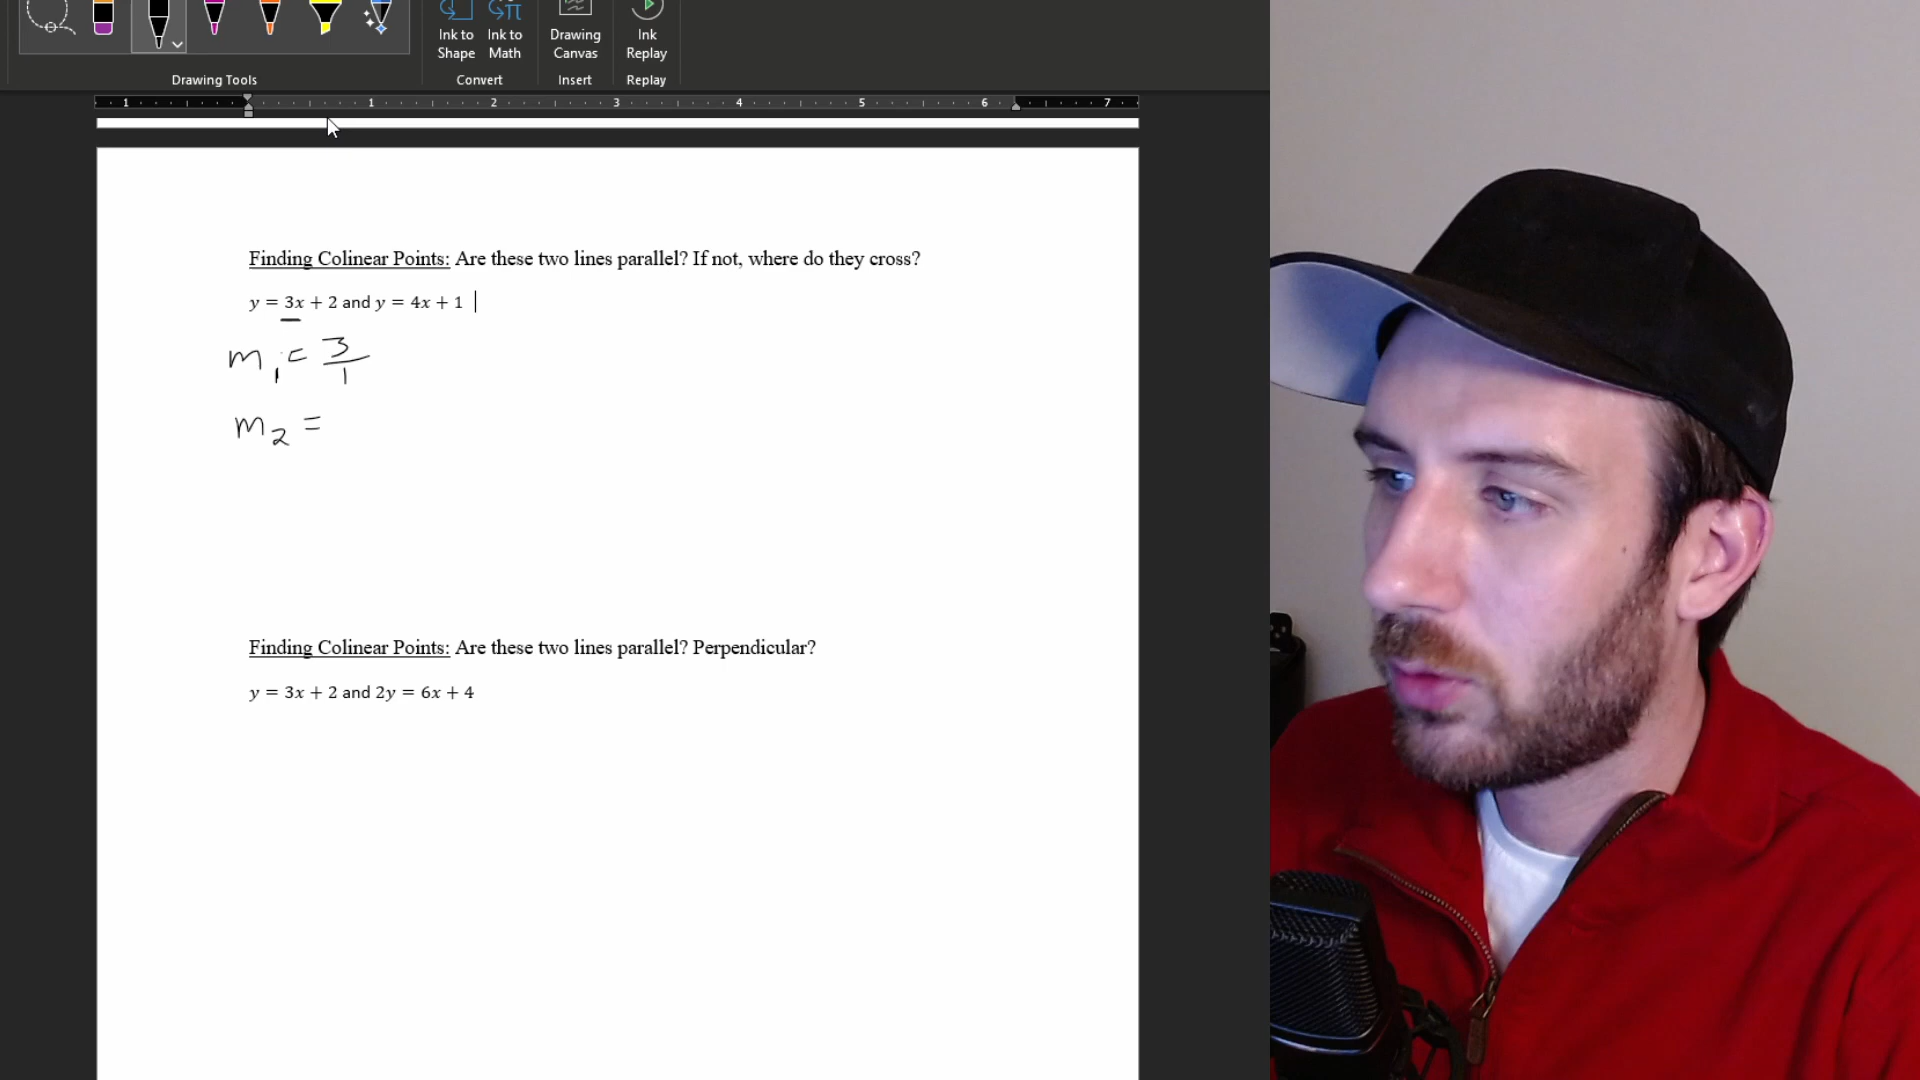 Ink to Shape
Ink to Math
Drawing Canvas
Ink Replay
Drawing Tools
Convert
Insert
Replay
1 1 2 3 4 5 6 7
Finding Colinear Points: Are these two lines parallel? If not, where do they cross?
y = 3x + 2 and y = 4x + 1
m₁ = 3/1
m₂ =
Finding Colinear Points: Are these two lines parallel? Perpendicular?
y = 3x + 2 and 2y = 6x + 4